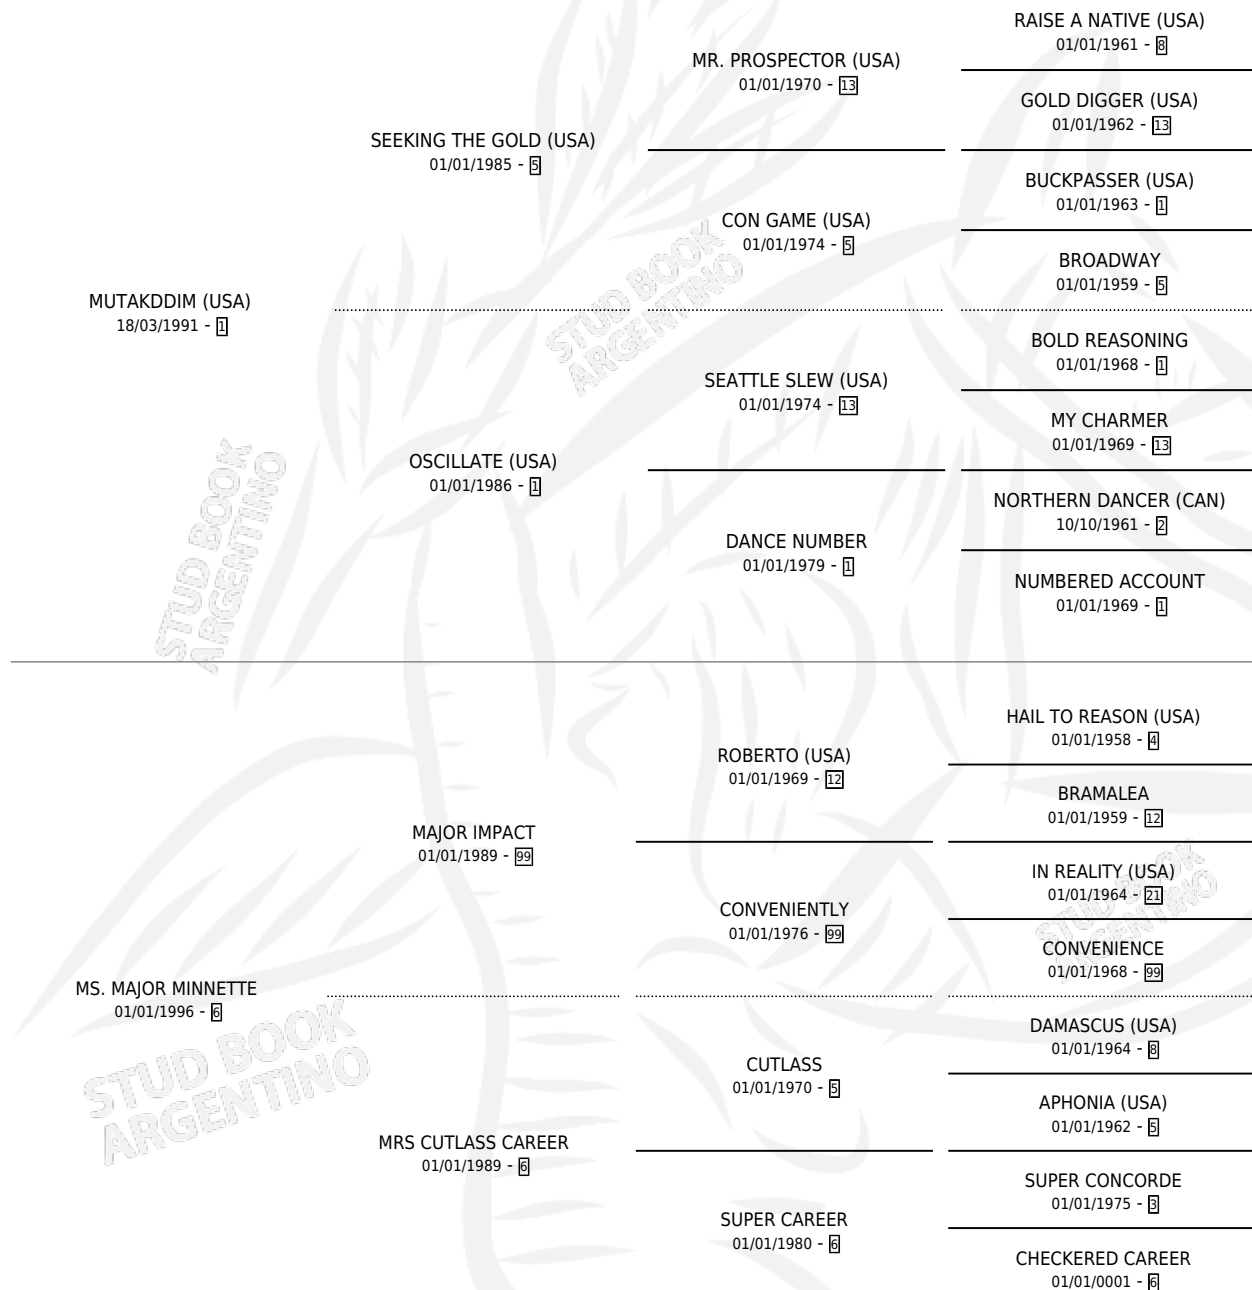 RAISE A NATIVE (USA)
01/01/1961 - 8
MR. PROSPECTOR (USA)
01/01/1970 - 13
GOLD DIGGER (USA)
01/01/1962 - 13
SEEKING THE GOLD (USA)
01/01/1985 - 5
BUCKPASSER (USA)
01/01/1963 - 1
CON GAME (USA)
01/01/1974 - 5
BROADWAY
01/01/1959 - 5
MUTAKDDIM (USA)
18/03/1991 - 1
BOLD REASONING
01/01/1968 - 1
SEATTLE SLEW (USA)
01/01/1974 - 13
MY CHARMER
01/01/1969 - 13
OSCILLATE (USA)
01/01/1986 - 1
NORTHERN DANCER (CAN)
10/10/1961 - 2
DANCE NUMBER
01/01/1979 - 1
NUMBERED ACCOUNT
01/01/1969 - 1
HAIL TO REASON (USA)
01/01/1958 - 4
ROBERTO (USA)
01/01/1969 - 12
BRAMALEA
01/01/1959 - 12
MAJOR IMPACT
01/01/1989 - 99
IN REALITY (USA)
01/01/1964 - 21
CONVENIENTLY
01/01/1976 - 99
CONVENIENCE
01/01/1968 - 99
MS. MAJOR MINNETTE
01/01/1996 - 6
DAMASCUS (USA)
01/01/1964 - 8
CUTLASS
01/01/1970 - 5
APHONIA (USA)
01/01/1962 - 5
MRS CUTLASS CAREER
01/01/1989 - 6
SUPER CONCORDE
01/01/1975 - 3
SUPER CAREER
01/01/1980 - 6
CHECKERED CAREER
01/01/0001 - 6
STUD BOOK
ARGENTINO
STUD BOOK
ARGENTINO
STUD BOOK
ARGENTINO
STUD BOOK
ARGENTINO